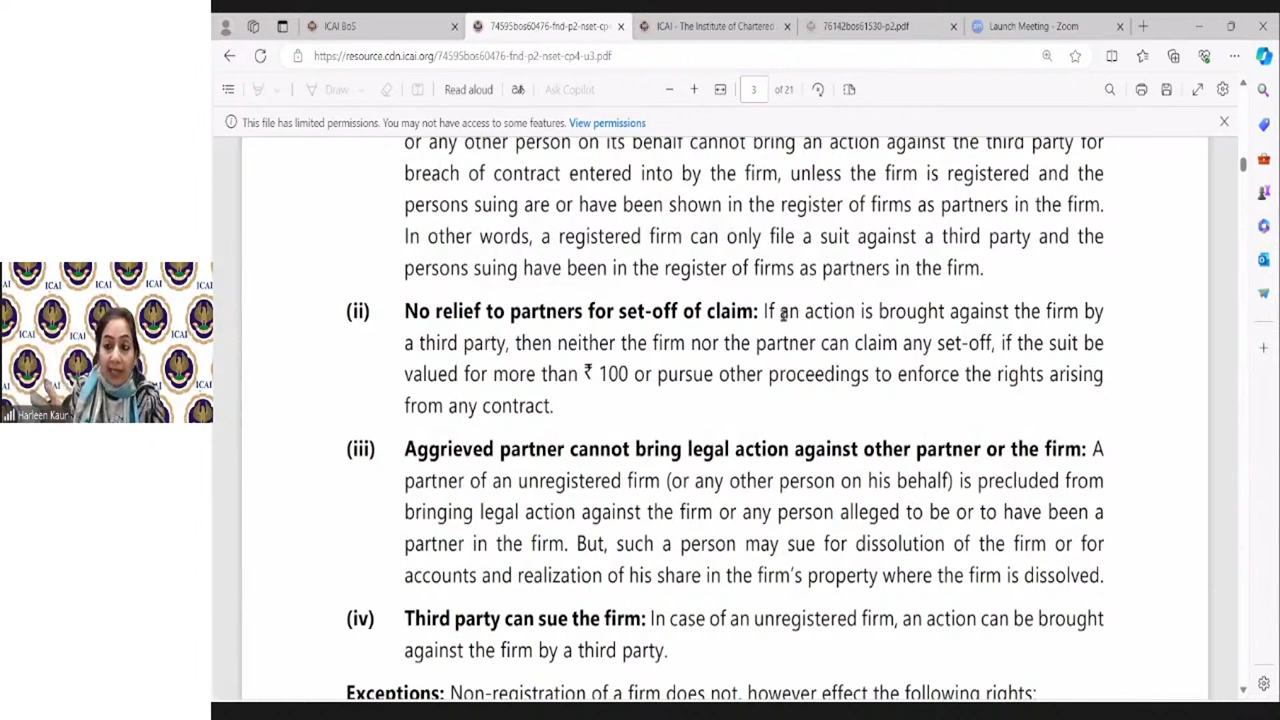 ICAI BoS
74595bos60476-fnd-p2-nset-cp
ICAI - The Institute of Chartered
76142bos61530-p2.pdf
Launch Meeting - Zoom
https://resource.cdn.icai.org/74595bos60476-fnd-p2-nset-cp4-u3.pdf
Draw
Read aloud
Ask Copilot
3 of 21
This file has limited permissions. You may not have access to some features. View permissions
or any other person on its behalf cannot bring an action against the third party for
breach of contract entered into by the firm, unless the firm is registered and the
persons suing are or have been shown in the register of firms as partners in the firm.
In other words, a registered firm can only file a suit against a third party and the
persons suing have been in the register of firms as partners in the firm.
(ii) No relief to partners for set-off of claim: If an action is brought against the firm by
a third party, then neither the firm nor the partner can claim any set-off, if the suit be
valued for more than ₹ 100 or pursue other proceedings to enforce the rights arising
from any contract.
(iii) Aggrieved partner cannot bring legal action against other partner or the firm: A
partner of an unregistered firm (or any other person on his behalf) is precluded from
bringing legal action against the firm or any person alleged to be or to have been a
partner in the firm. But, such a person may sue for dissolution of the firm or for
accounts and realization of his share in the firm's property where the firm is dissolved.
(iv) Third party can sue the firm: In case of an unregistered firm, an action can be brought
against the firm by a third party.
Exceptions: Non-registration of a firm does not, however effect the following rights:
ICAI
ICAI
Harleen Kaur